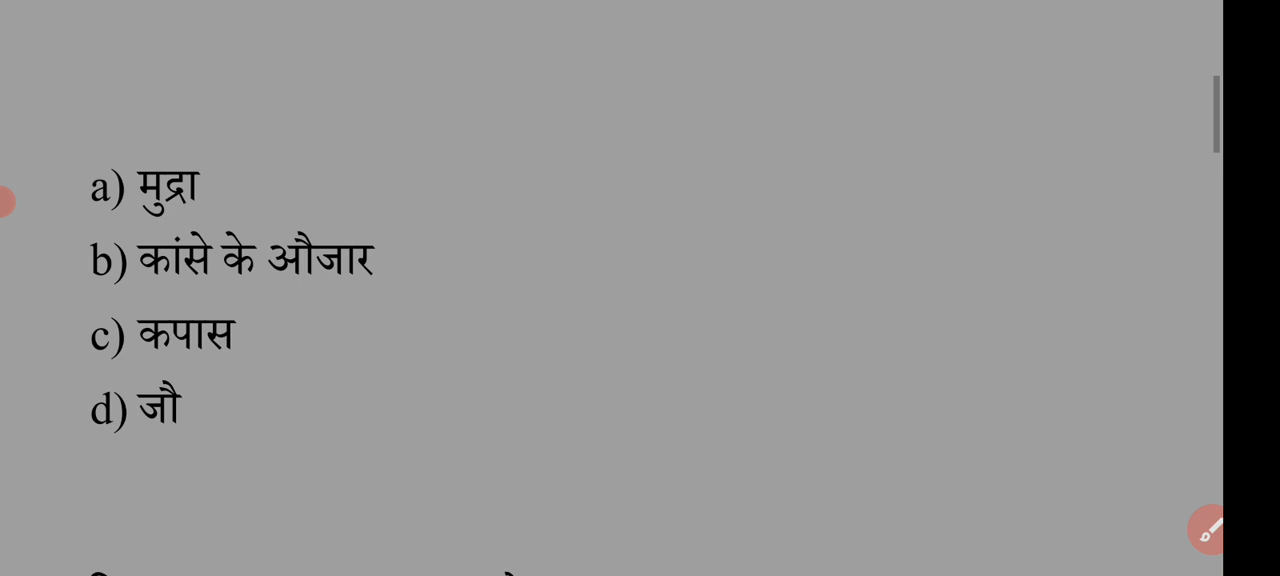 a) मुद्रा
b) कांसे के औजार
c) कपास
d) जौ